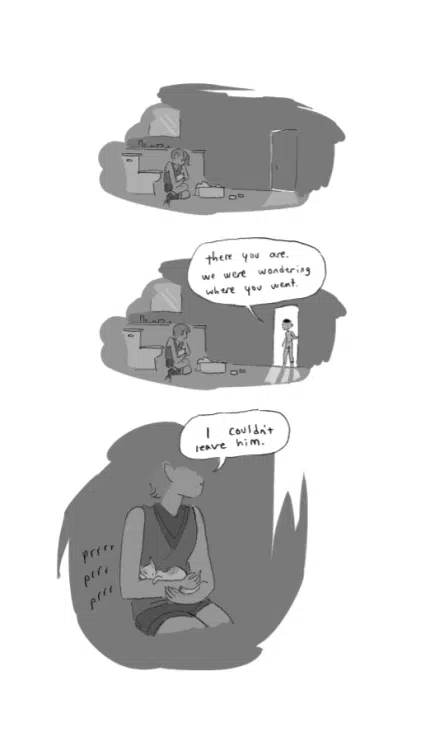 there you are.
we were wondering
where you went.
I couldn't
leave him.
prrrr
prrr
prrr